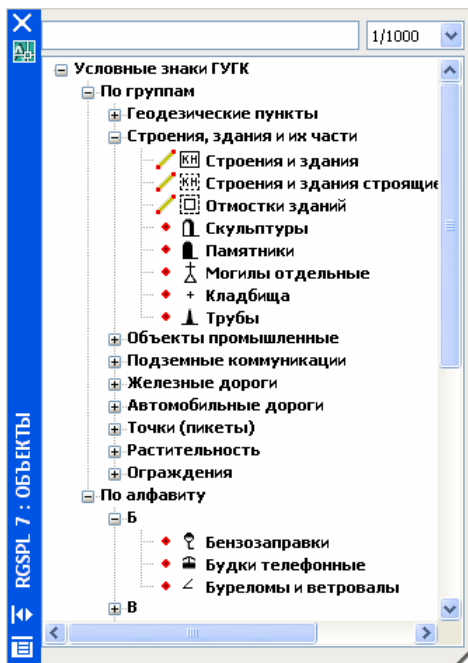 1/1000
Условные знаки ГУГК
По группам
Геодезические пункты
Строения, здания и их части
КН Строения и здания
КН Строения и здания строящие
Отмостки зданий
Скульптуры
Памятники
Могилы отдельные
Кладбища
Трубы
Объекты промышленные
Подземные коммуникации
Железные дороги
Автомобильные дороги
Точки (пикеты)
Растительность
Ограждения
По алфавиту
Б
Бензозаправки
Будки телефонные
Буреломы и ветровалы
В
RGSPL 7 : ОБЪЕКТЫ